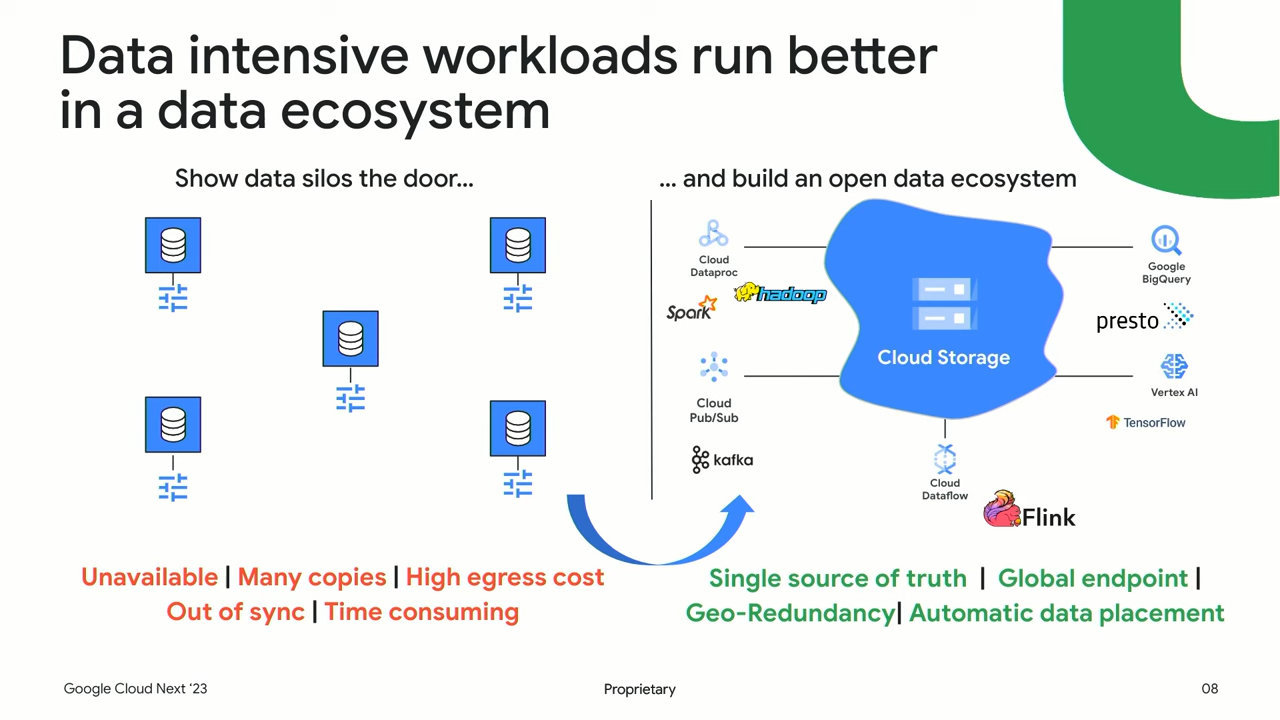 Data intensive workloads run better
in a data ecosystem
Show data silos the door...
... and build an open data ecosystem
Cloud
Dataproc
Spark
hadoop
Cloud
Pub/Sub
kafka
Cloud Storage
Cloud
Dataflow
Flink
Google
BigQuery
presto
Vertex AI
TensorFlow
Unavailable | Many copies | High egress cost
Out of sync | Time consuming
Single source of truth | Global endpoint |
Geo-Redundancy| Automatic data placement
Google Cloud Next ‘23
Proprietary
08